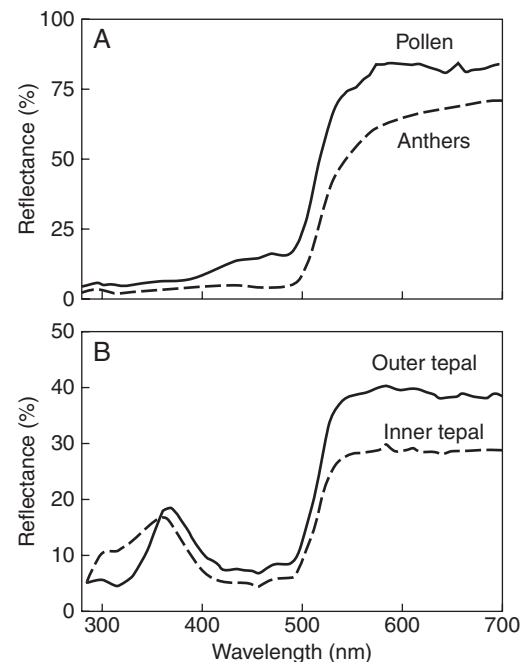 A
Pollen
Anthers
Reflectance (%)
100
75
50
25
0
B
Outer tepal
Inner tepal
Reflectance (%)
50
40
30
20
10
0
300 400 500 600 700
Wavelength (nm)